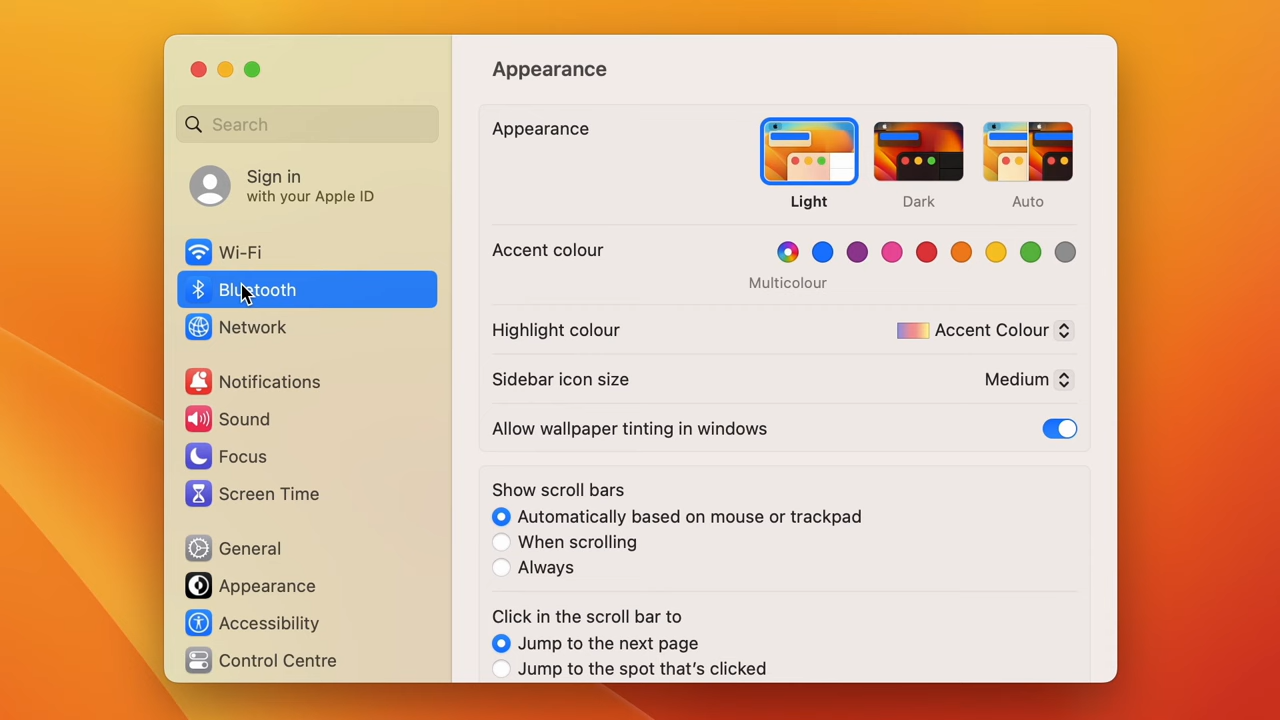 Search
Sign in
with your Apple ID
Wi-Fi
Bluetooth
Network
Notifications
Sound
Focus
Screen Time
General
Appearance
Accessibility
Control Centre
Appearance
Appearance
Light
Dark
Auto
Accent colour
Multicolour
Highlight colour
Accent Colour
Sidebar icon size
Medium
Allow wallpaper tinting in windows
Show scroll bars
Automatically based on mouse or trackpad
When scrolling
Always
Click in the scroll bar to
Jump to the next page
Jump to the spot that's clicked